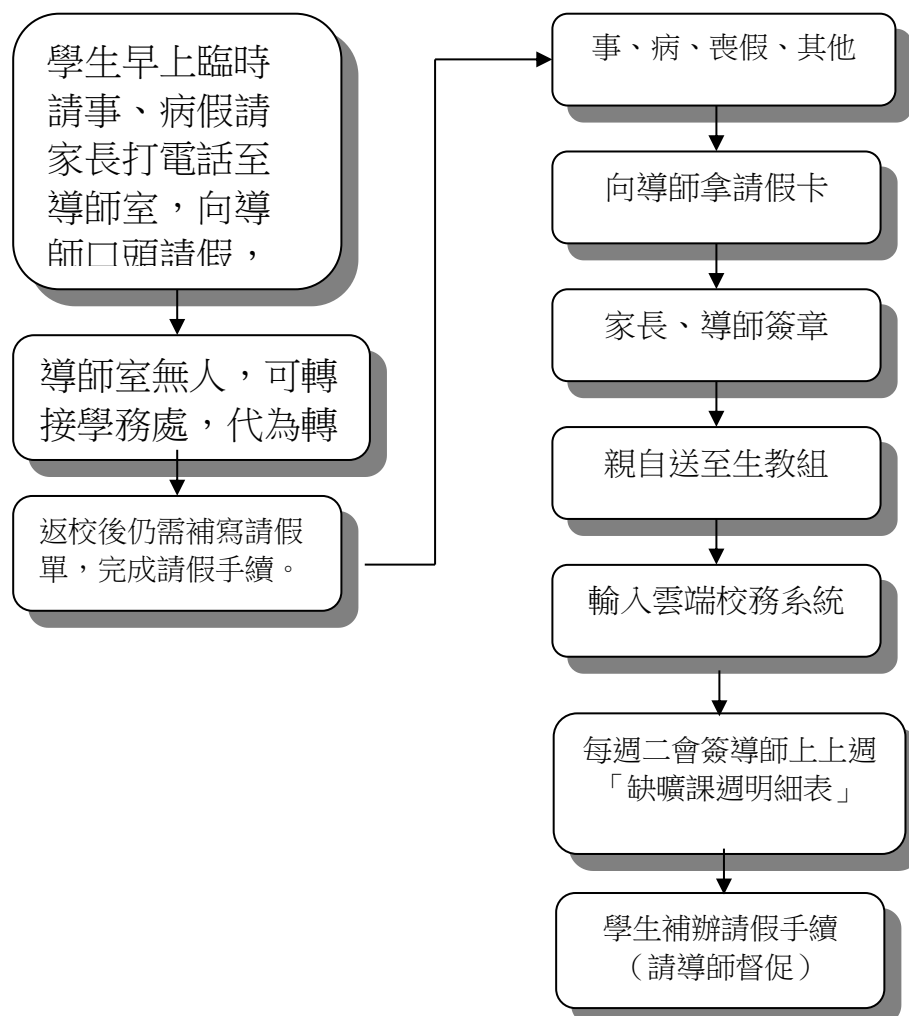 學生早上臨時
請事、病假請
家長打電話至
導師室，向導
師口頭請假，
導師室無人，可轉
接學務處，代為轉
返校後仍需補寫請假
單，完成請假手續。
事、病、喪假、其他
向導師拿請假卡
家長、導師簽章
親自送至生教組
輸入雲端校務系統
每週二會簽導師上上週
「缺曠課週明細表」
學生補辦請假手續
（請導師督促）